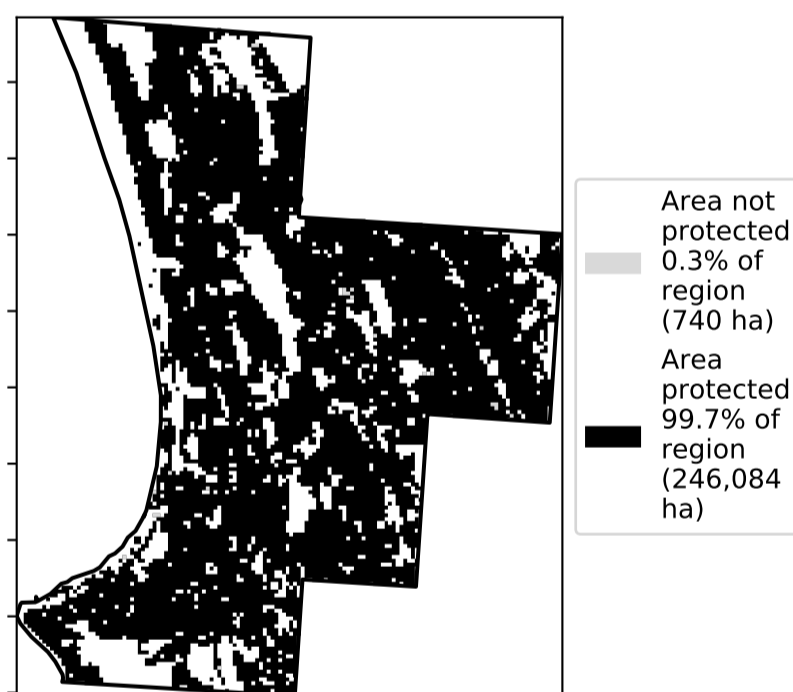 Area not
protected
0.3% of
region
(740 ha)
Area
protected
99.7% of
region
(246,084
ha)